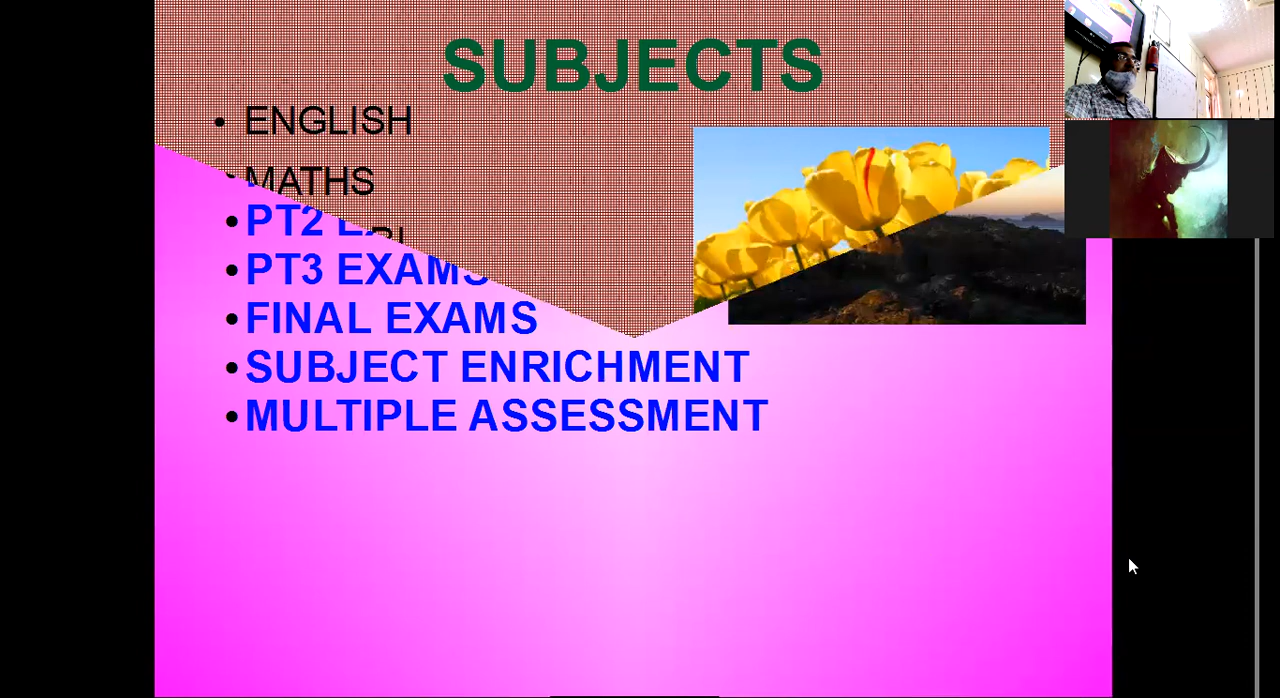 SUBJECTS
• ENGLISH
• MATHS
• PT2
• PT3 EXAMS
• FINAL EXAMS
• SUBJECT ENRICHMENT
• MULTIPLE ASSESSMENT